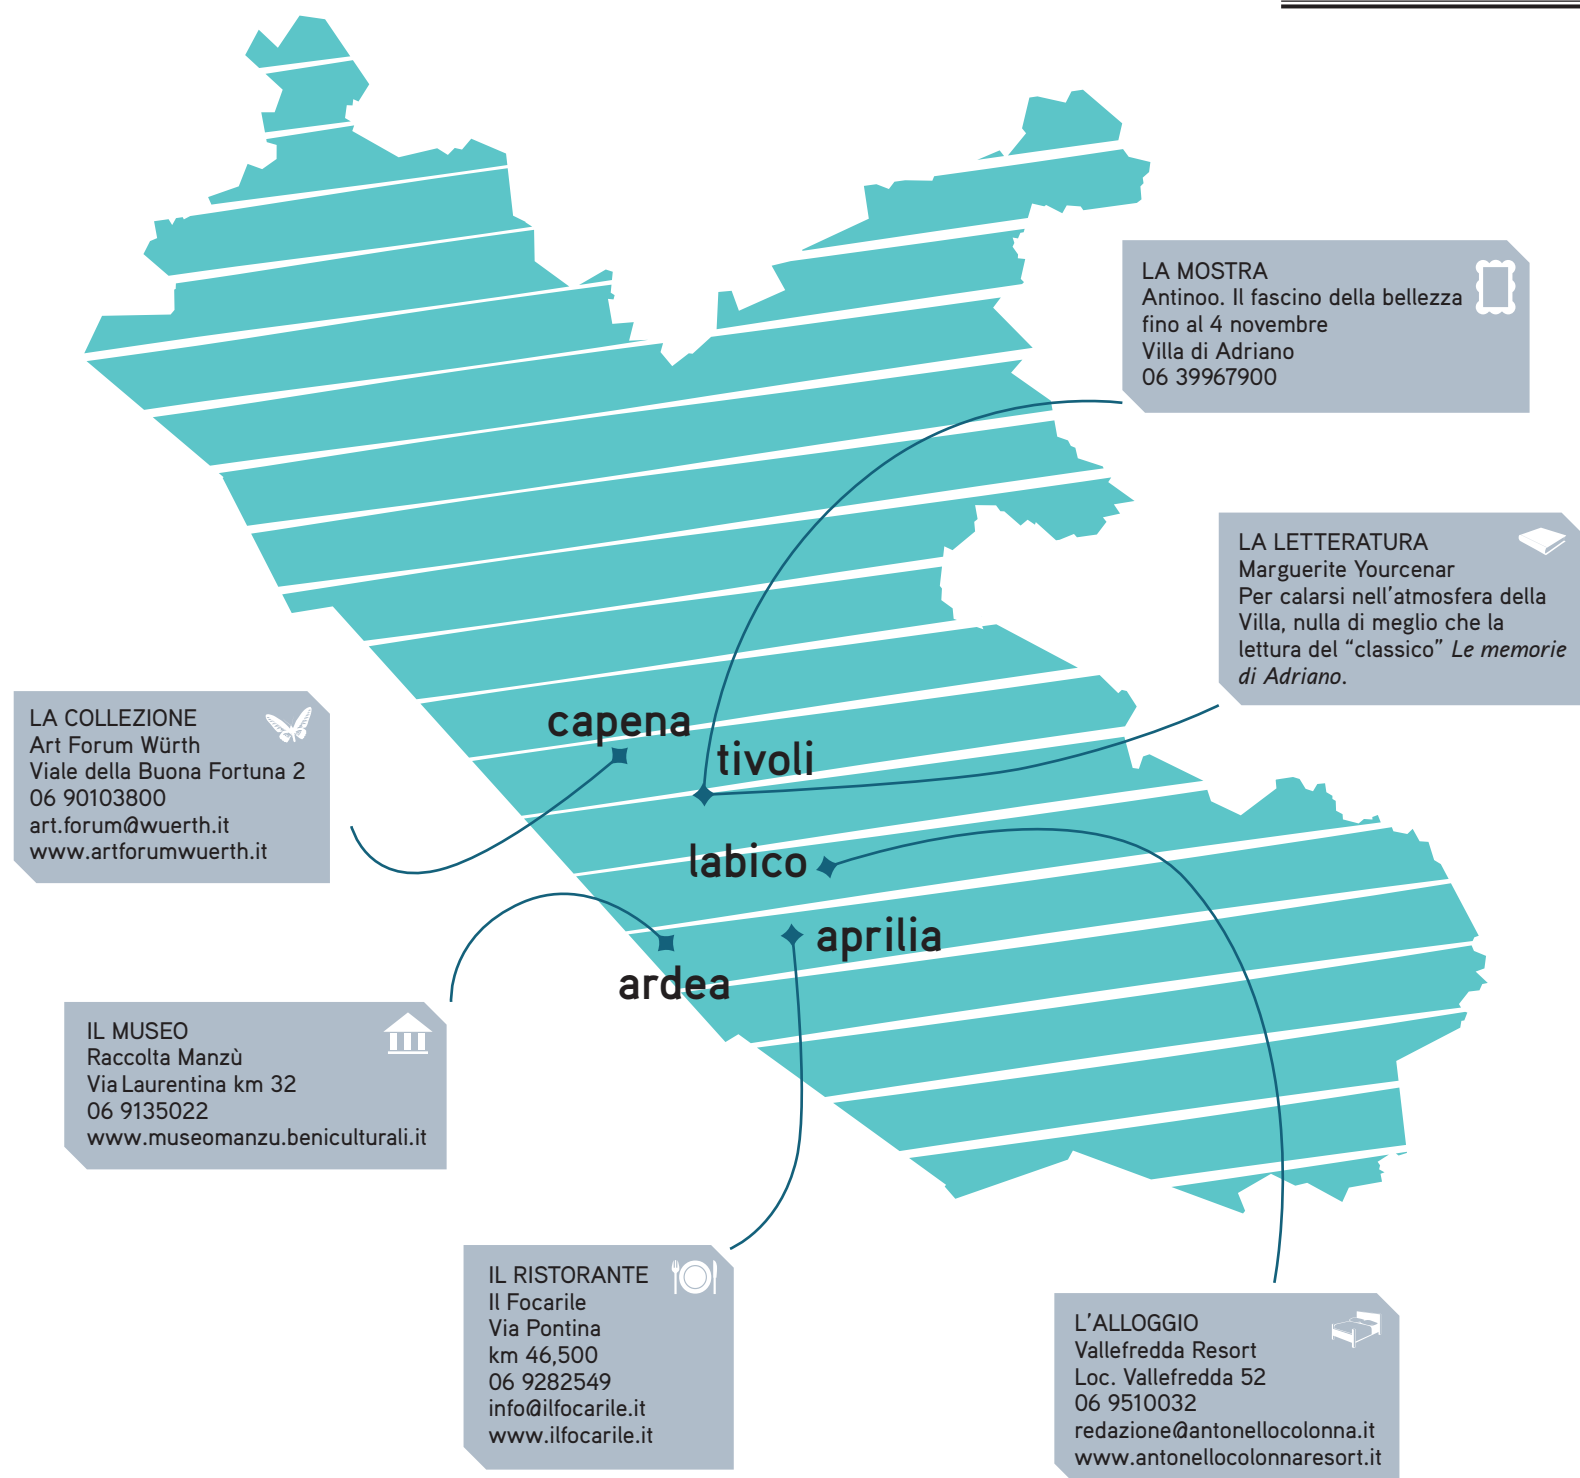 LA MOSTRA
Antinoo. Il fascino della bellezza
fino al 4 novembre
Villa di Adriano
06 39967900
LA LETTERATURA
Marguerite Yourcenar
Per calarsi nell'atmosfera della
Villa, nulla di meglio che la
lettura del “classico” Le memorie
di Adriano.
LA COLLEZIONE
Art Forum Würth
Viale della Buona Fortuna 2
06 90103800
art.forum@wuerth.it
www.artforumwuerth.it
capena
tivoli
labico
aprilia
ardea
IL MUSEO
Raccolta Manzù
Via Laurentina km 32
06 9135022
www.museomanzu.beniculturali.it
IL RISTORANTE
Il Focarile
Via Pontina
km 46,500
06 9282549
info@ilfocarile.it
www.ilfocarile.it
L'ALLOGGIO
Vallefredda Resort
Loc. Vallefredda 52
06 9510032
redazione@antonellocolonna.it
www.antonellocolonnaresort.it